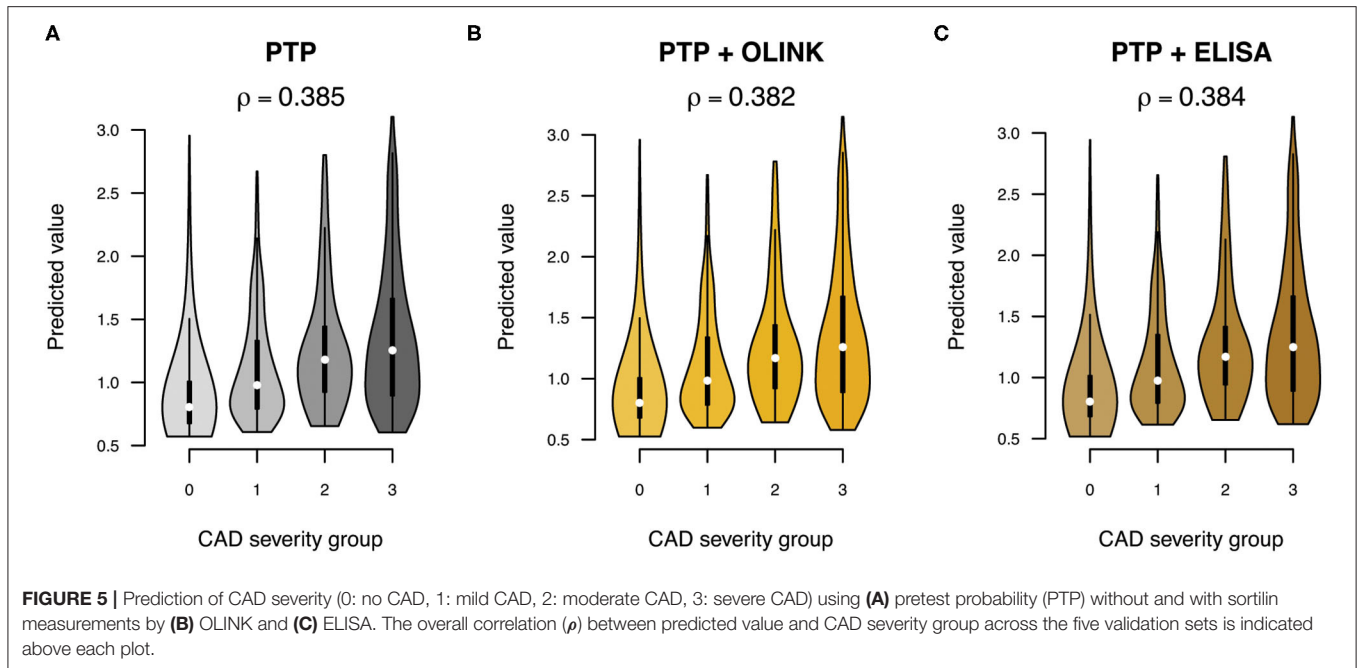 A
PTP
ρ = 0.385
3.0
2.5
2.0
1.5
1.0
0.5
Predicted value
0 1 2 3
CAD severity group
B
PTP + OLINK
ρ = 0.382
3.0
2.5
2.0
1.5
1.0
0.5
Predicted value
0 1 2 3
CAD severity group
C
PTP + ELISA
ρ = 0.384
3.0
2.5
2.0
1.5
1.0
0.5
Predicted value
0 1 2 3
CAD severity group
FIGURE 5 | Prediction of CAD severity (0: no CAD, 1: mild CAD, 2: moderate CAD, 3: severe CAD) using (A) pretest probability (PTP) without and with sortilin
measurements by (B) OLINK and (C) ELISA. The overall correlation (ρ) between predicted value and CAD severity group across the five validation sets is indicated
above each plot.